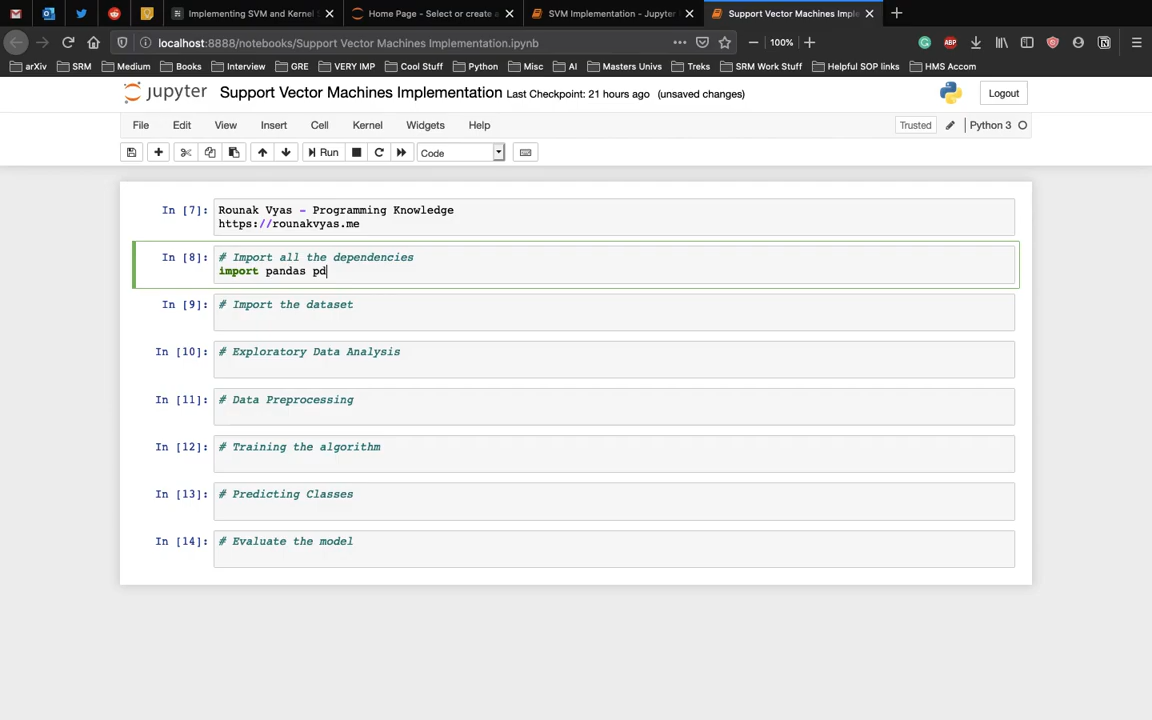 Implementing SVM and Kernel
Home Page - Select or create a
SVM Implementation - Jupyter
Support Vector Machines Imple
localhost:8888/notebooks/Support Vector Machines Implementation.ipynb
100%
ABP
arXiv SRM Medium Books Interview GRE VERY IMP Cool Stuff Python Misc AI Masters Univs Treks SRM Work Stuff Helpful SOP links HMS Accom
jupyter Support Vector Machines Implementation Last Checkpoint: 21 hours ago (unsaved changes) Logout
File Edit View Insert Cell Kernel Widgets Help Trusted Python 3
Run Code
In [7]: Rounak Vyas - Programming Knowledge
https://rounakvyas.me
In [8]: # Import all the dependencies
import pandas pd
In [9]: # Import the dataset
In [10]: # Exploratory Data Analysis
In [11]: # Data Preprocessing
In [12]: # Training the algorithm
In [13]: # Predicting Classes
In [14]: # Evaluate the model